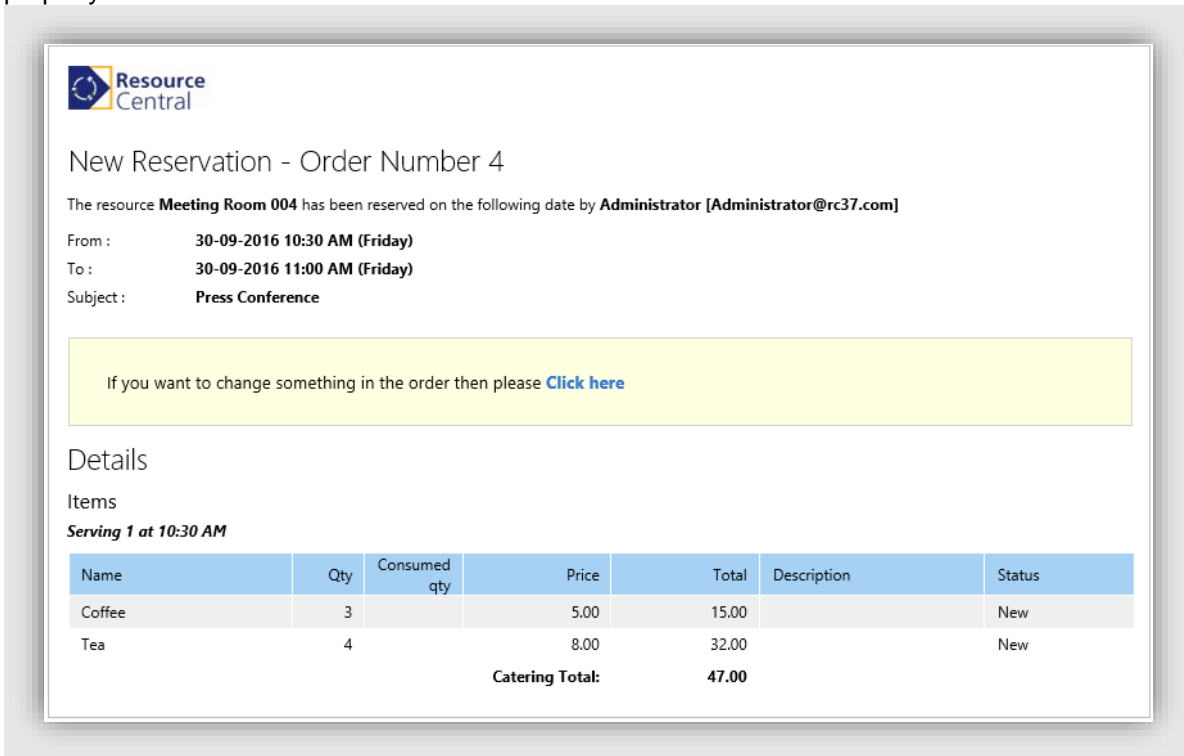 Resource
Central
New Reservation - Order Number 4
The resource Meeting Room 004 has been reserved on the following date by Administrator [Administrator@rc37.com]
From : 30-09-2016 10:30 AM (Friday)
To : 30-09-2016 11:00 AM (Friday)
Subject : Press Conference
If you want to change something in the order then please Click here
Details
Items
Serving 1 at 10:30 AM
Name Qty Consumed qty Price Total Description Status
Coffee 3 5.00 15.00 New
Tea 4 8.00 32.00 New
Catering Total: 47.00